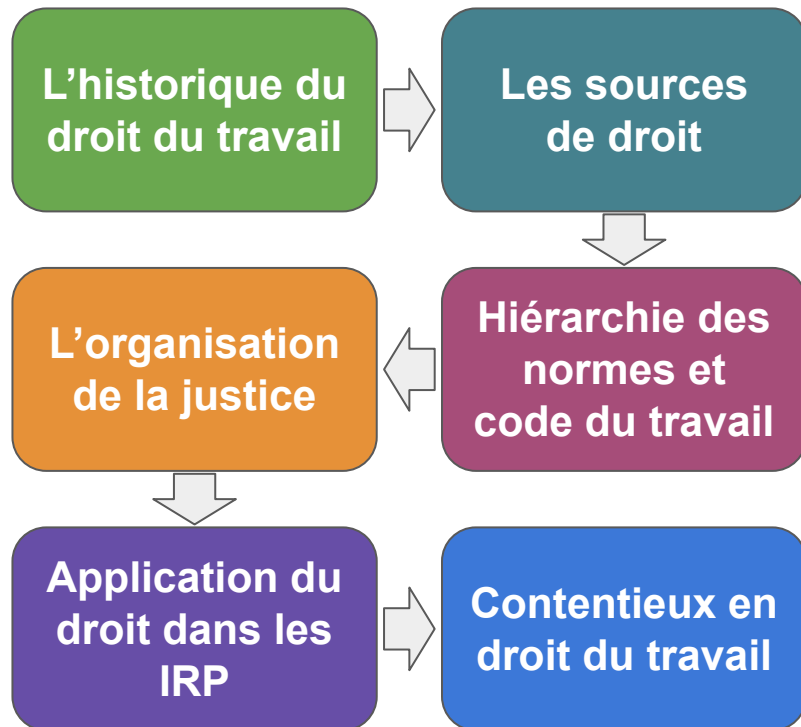 L’historique du
droit du travail
Les sources
de droit
Hiérarchie des
normes et
code du travail
L’organisation
de la justice
Application du
droit dans les
IRP
Contentieux en
droit du travail